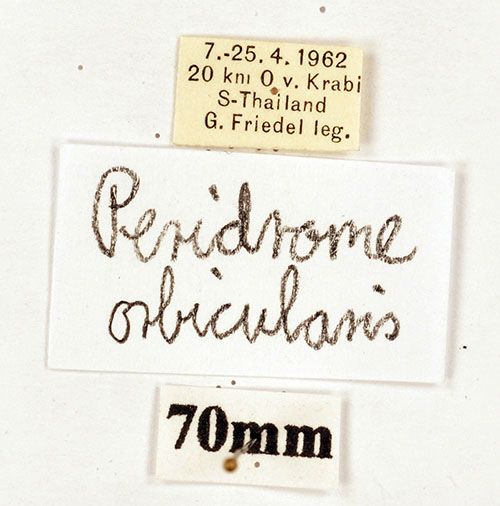 7.-25.4.1962
20 km O v. Krabi
S-Thailand
G. Friedel leg.
Peridrome
orbicularis
70mm